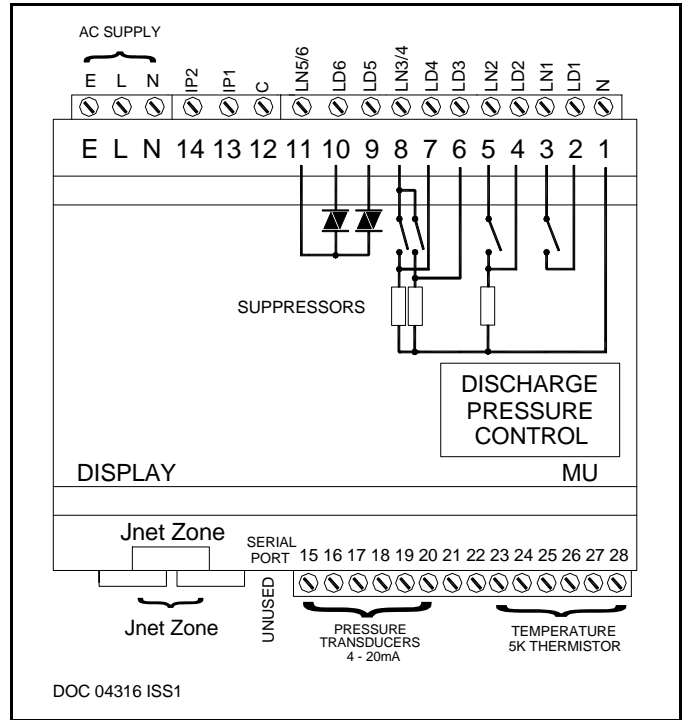 AC SUPPLY
E L N IP2 IP1 C LN5/6 LD6 LD5 LN3/4 LD4 LD3 LN2 LD2 LN1 LD1 N
E L N 14 13 12 11 10 9 8 7 6 5 4 3 2 1
SUPPRESSORS
DISCHARGE
PRESSURE
CONTROL
DISPLAY MU
Jnet Zone
SERIAL
PORT
15 16 17 18 19 20 21 22 23 24 25 26 27 28
UNUSED
Jnet Zone
PRESSURE
TRANSDUCERS
4 - 20mA
TEMPERATURE
5K THERMISTOR
DOC 04316 ISS1